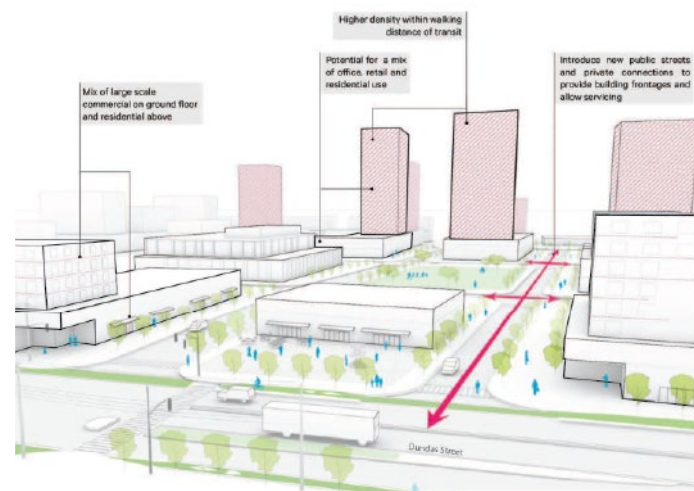 Higher density within walking
distance of transit
Potential for a mix
of office, retail and
residential use
Introduce new public streets
and private connections to
provide building frontages and
allow servicing
Mix of large scale
commercial on ground floor
and residential above
Dundas Street